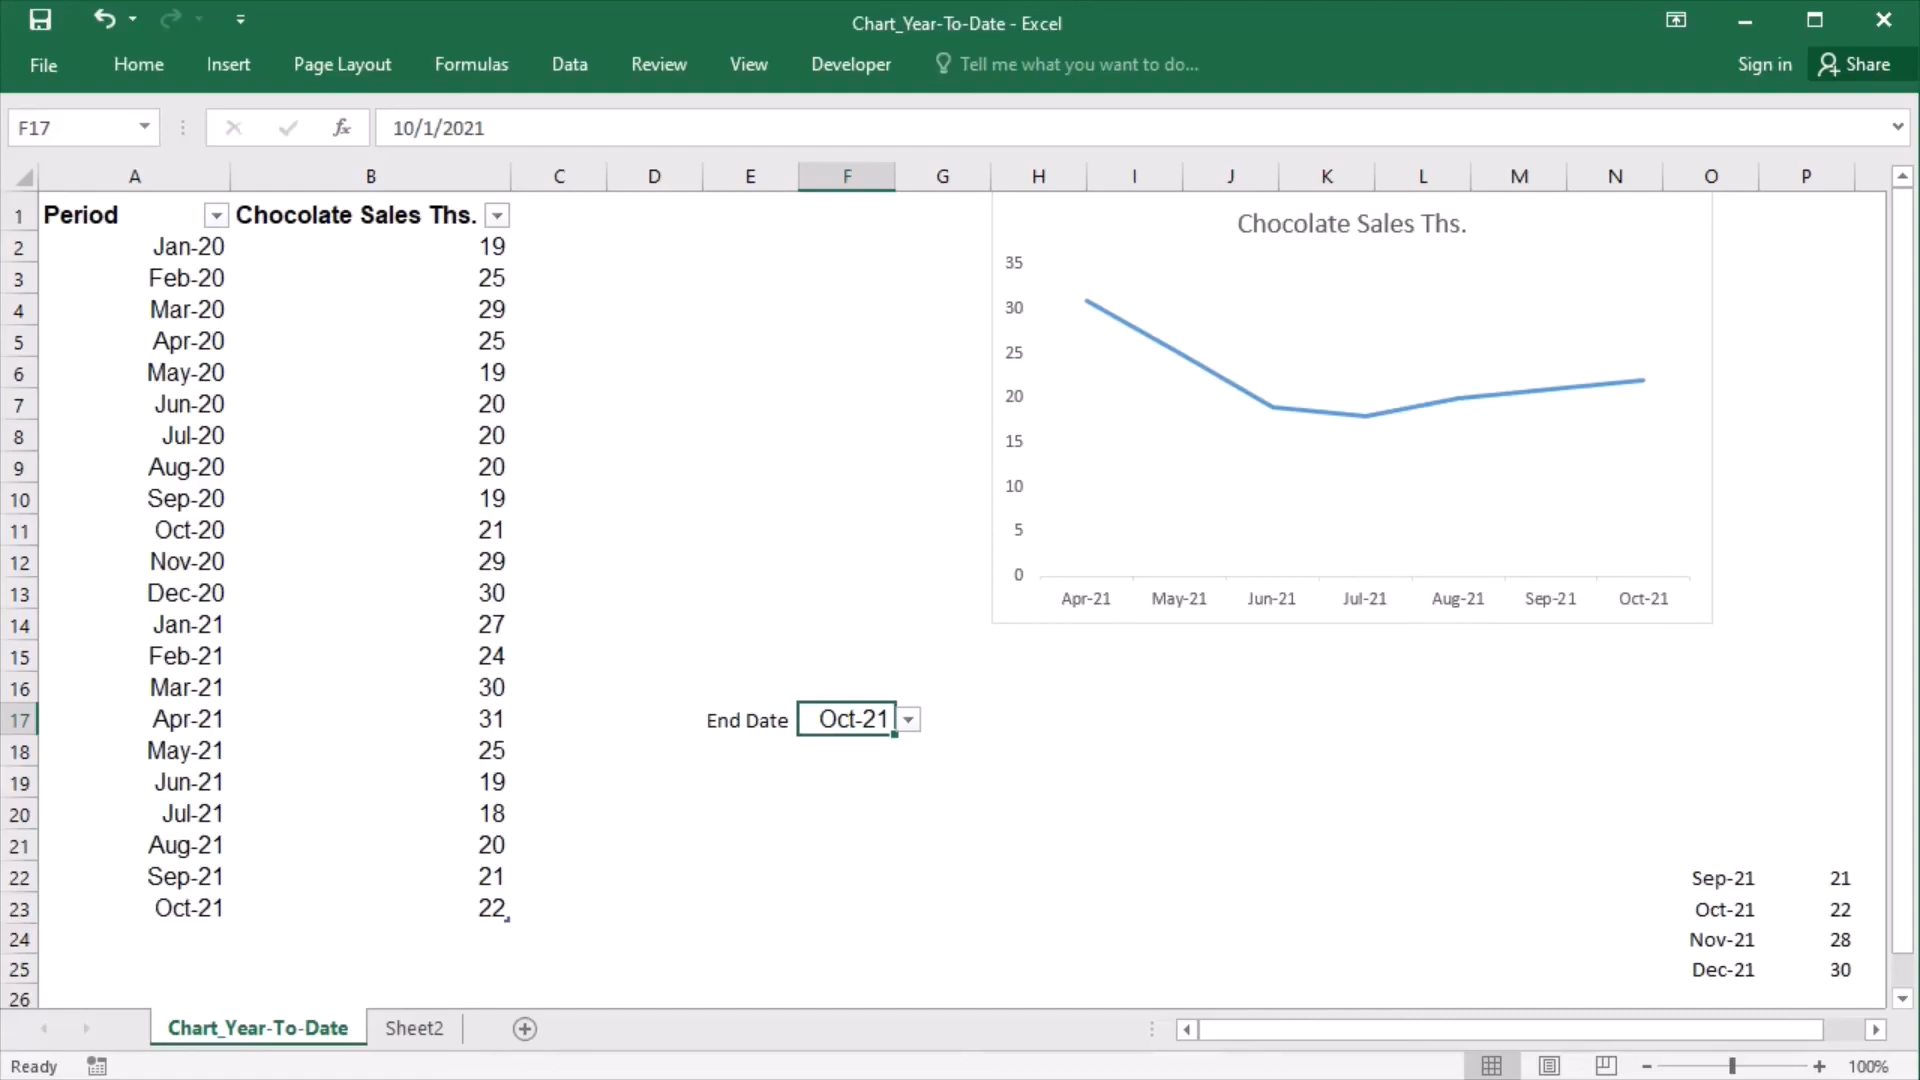 Chart_Year-To-Date - Excel
File Home Insert Page Layout Formulas Data Review View Developer Tell me what you want to do... Sign in Share
F17 fx 10/1/2021
A B C D E F G H I J K L M N O P
1 Period Chocolate Sales Ths.
2 Jan-20 19
3 Feb-20 25
4 Mar-20 29
5 Apr-20 25
6 May-20 19
7 Jun-20 20
8 Jul-20 20
9 Aug-20 20
10 Sep-20 19
11 Oct-20 21
12 Nov-20 29
13 Dec-20 30
14 Jan-21 27
15 Feb-21 24
16 Mar-21 30
17 Apr-21 31 End Date Oct-21
18 May-21 25
19 Jun-21 19
20 Jul-21 18
21 Aug-21 20
22 Sep-21 21 Sep-21 21
23 Oct-21 22 Oct-21 22
24 Nov-21 28
25 Dec-21 30
26
Chocolate Sales Ths.
35
30
25
20
15
10
5
0
Apr-21 May-21 Jun-21 Jul-21 Aug-21 Sep-21 Oct-21
Chart_Year-To-Date Sheet2
Ready 100%